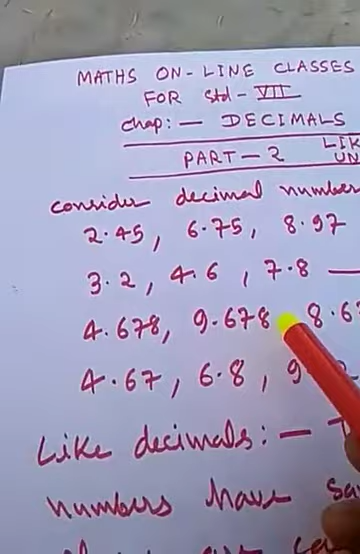 MATHS ON-LINE CLASSES
FOR Std - VII
Chap: — DECIMALS
PART - 2
consider decimal
2.45, 6.75, 8.97
3.2, 4.6, 7.8 —
4.678, 9.678
4.67, 6.8,
Like decimals: —
numbers have